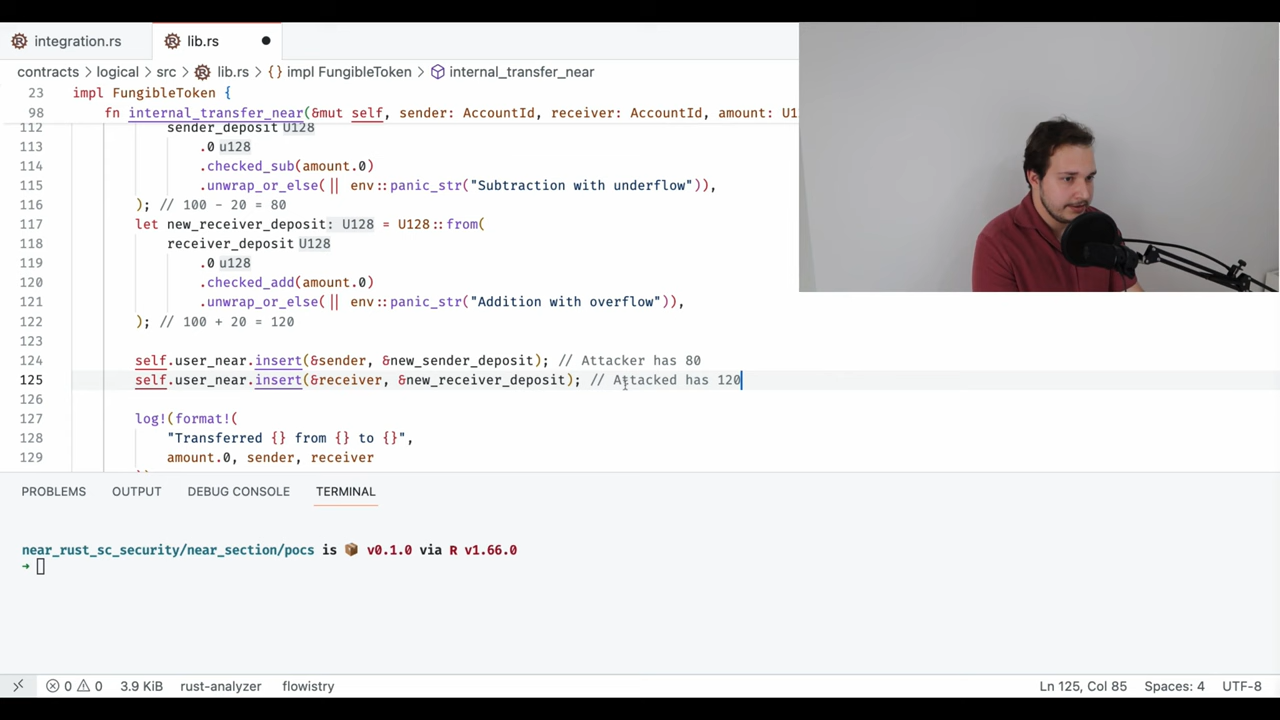 integration.rs
lib.rs
contracts > logical > src > lib.rs > {} impl FungibleToken > internal_transfer_near
23 impl FungibleToken {
98 fn internal_transfer_near(&mut self, sender: AccountId, receiver: AccountId, amount: U1
112 sender_deposit U128
113 .0 u128
114 .checked_sub(amount.0)
115 .unwrap_or_else(|| env::panic_str("Subtraction with underflow")),
116 ); // 100 - 20 = 80
117 let new_receiver_deposit: U128 = U128::from(
118 receiver_deposit U128
119 .0 u128
120 .checked_add(amount.0)
121 .unwrap_or_else(|| env::panic_str("Addition with overflow")),
122 ); // 100 + 20 = 120
123
124 self.user_near.insert(&sender, &new_sender_deposit); // Attacker has 80
125 self.user_near.insert(&receiver, &new_receiver_deposit); // Attacked has 120
126
127 log!(format!(
128 "Transferred {} from {} to {}",
129 amount.0, sender, receiver
PROBLEMS OUTPUT DEBUG CONSOLE TERMINAL
near_rust_sc_security/near_section/pocs is 📦 v0.1.0 via R v1.66.0
→
0 0 3.9 KiB rust-analyzer flowistry Ln 125, Col 85 Spaces: 4 UTF-8